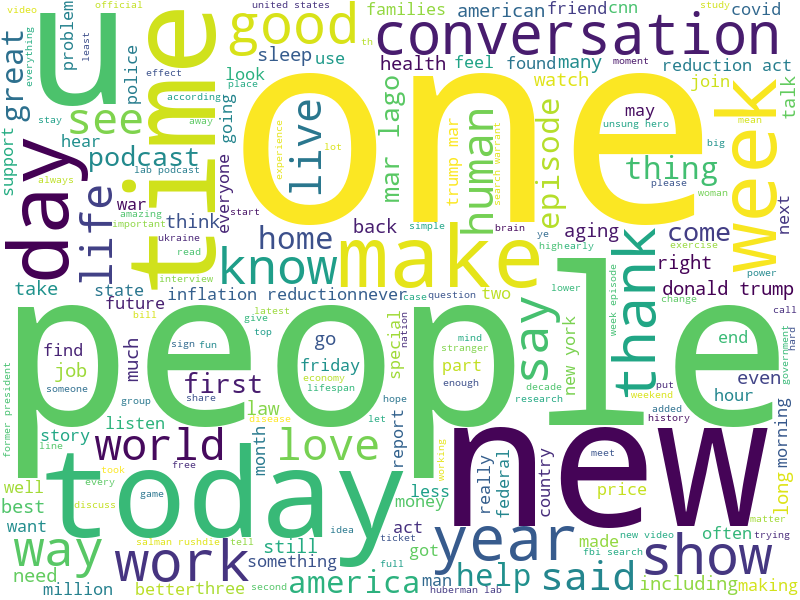 video
official
united states
families
american
friend
cnn
study
covid
u
time
good
conversation
everything
least
problem
th
moment
great
police
sleep
use
health
feel
found
many
reduction act
look
effect
place
watch
join
talk
see
according
going
mar lago
one
live
human
trump mar
episode
may
unsung hero
week
mean
stay
away
hear
experience
lot
big
search warrant
support
podcast
lab podcast
everyone
thing
please
woman
day
always
life
amazing
important
war
think
start
back
simple
brain
ye
high
early
aging
come
exercise
next
ukraine
home
read
interview
know
make
thank
right
power
take
state
future
inflation reduction
never
case
question
two
lower
week episode
donald trump
change
call
bill
latest
give
people
say
new york
put
end
hard
government
find
much
sign
fun
top
go
special
nation
mind
stranger
part
job
someone
first
friday
economy
lifespan
enough
decade
research
weekend
even
hour
former president
group
share
law
disease
hope
let
added
history
morning
listen
story
line
world
love
month
report
new
well
took
every
free
today
working
less
really
federal
meet
country
best
discuss
game
idea
money
price
long
matter
want
salman rushdie
tell
ticket
act
year
made
new video
often
trying
way
work
still
something
got
fbi search
show
need
million
better
three
second
america
full
man
huberman lab
help
said
including
making